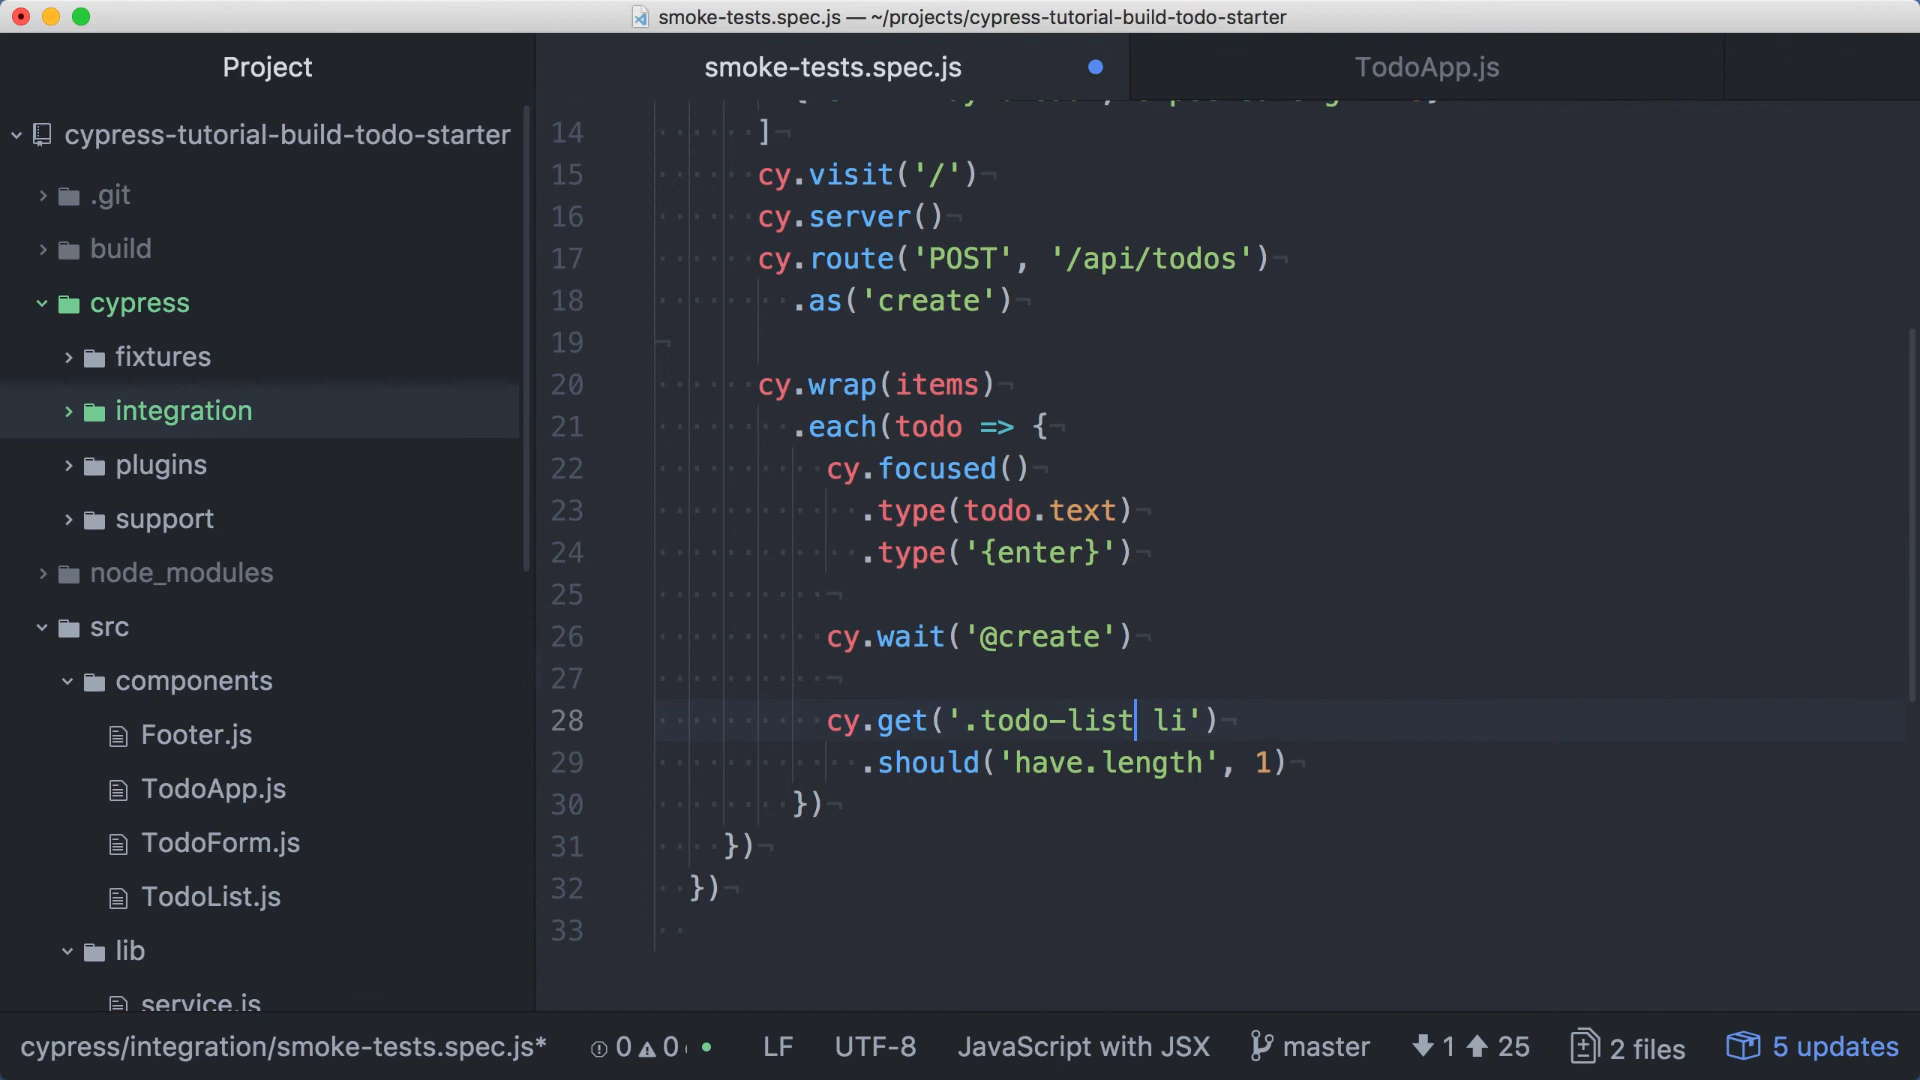 smoke-tests.spec.js — ~/projects/cypress-tutorial-build-todo-starter
Project
smoke-tests.spec.js
TodoApp.js
cypress-tutorial-build-todo-starter
.git
build
cypress
fixtures
integration
plugins
support
node_modules
src
components
Footer.js
TodoApp.js
TodoForm.js
TodoList.js
lib
service.js
14 ]
15 cy.visit('/')
16 cy.server()
17 cy.route('POST', '/api/todos')
18 .as('create')
19
20 cy.wrap(items)
21 .each(todo => {
22 cy.focused()
23 .type(todo.text)
24 .type('{enter}')
25
26 cy.wait('@create')
27
28 cy.get('.todo-list li')
29 .should('have.length', 1)
30 })
31 })
32 })
33
cypress/integration/smoke-tests.spec.js* 0 0 LF UTF-8 JavaScript with JSX master 1 25 2 files 5 updates